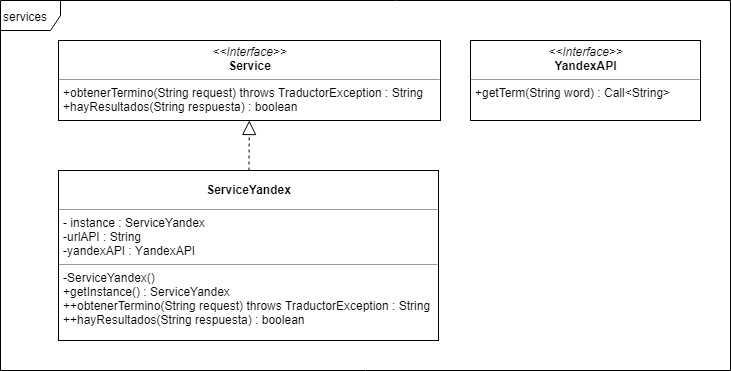 services
<<Interface>>
Service
+obtenerTermino(String request) throws TraductorException : String
+hayResultados(String respuesta) : boolean
<<Interface>>
YandexAPI
+getTerm(String word) : Call<String>
ServiceYandex
- instance : ServiceYandex
-urlAPI : String
-yandexAPI : YandexAPI
-ServiceYandex()
+getInstance() : ServiceYandex
++obtenerTermino(String request) throws TraductorException : String
++hayResultados(String respuesta) : boolean